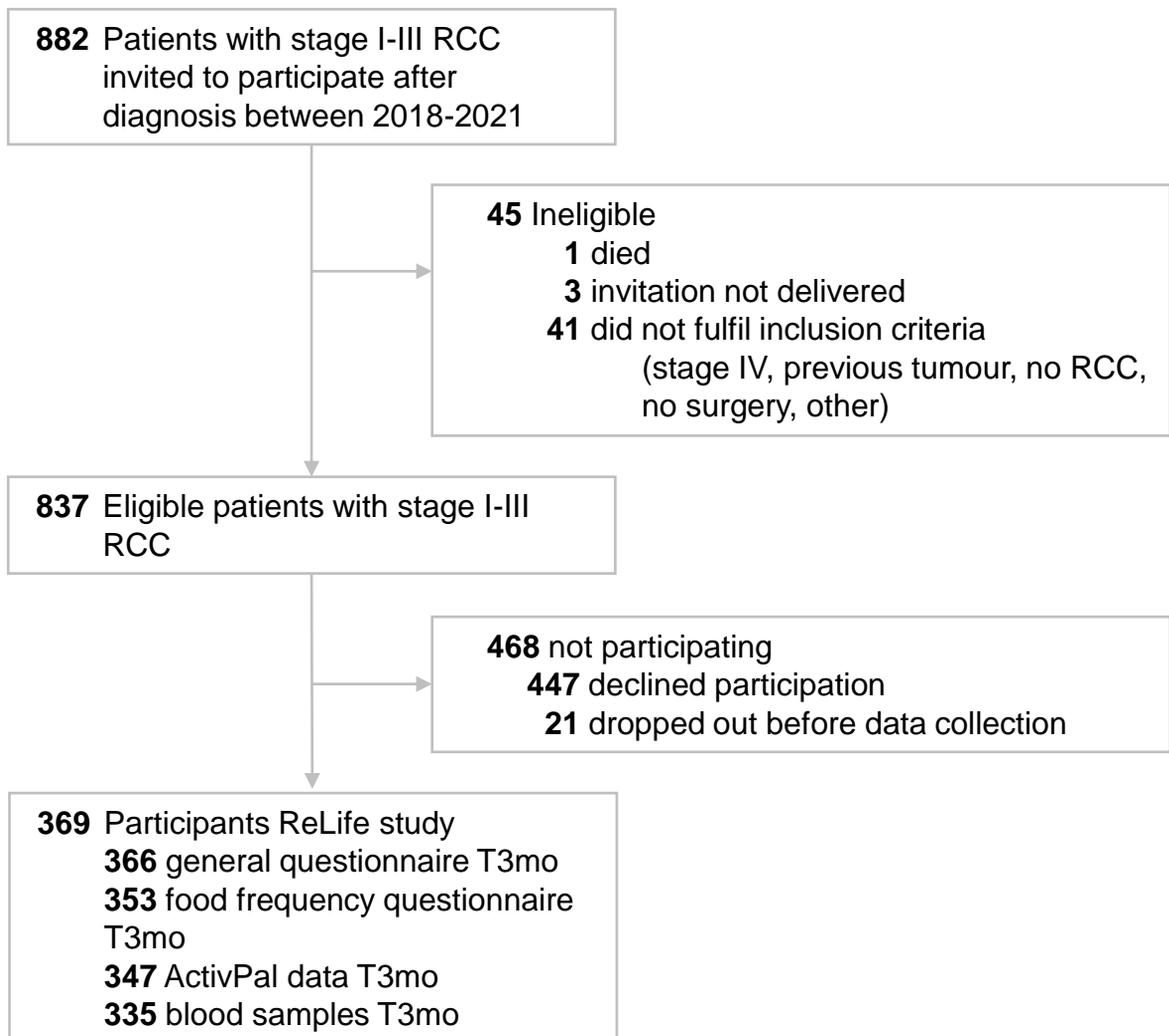 882 Patients with stage I-III RCC
invited to participate after
diagnosis between 2018-2021
45 Ineligible
1 died
3 invitation not delivered
41 did not fulfil inclusion criteria
(stage IV, previous tumour, no RCC,
no surgery, other)
837 Eligible patients with stage I-III
RCC
468 not participating
447 declined participation
21 dropped out before data collection
369 Participants ReLife study
366 general questionnaire T3mo
353 food frequency questionnaire
T3mo
347 ActivPal data T3mo
335 blood samples T3mo